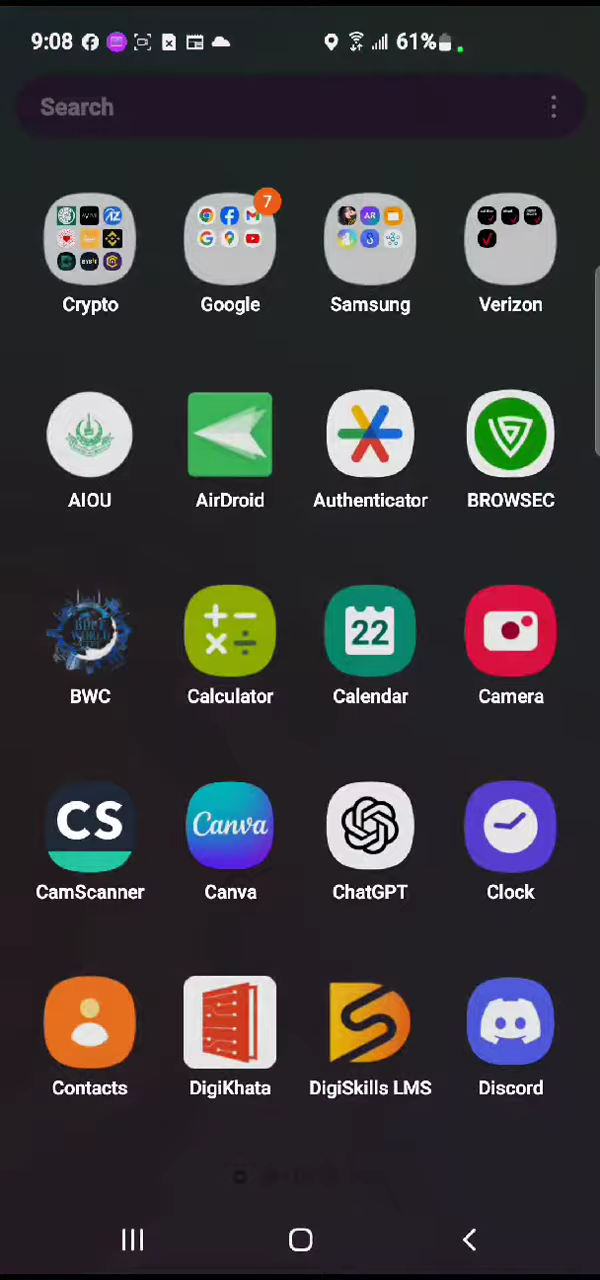 9:08 61%
Search
7
Crypto Google Samsung Verizon
AIOU AirDroid Authenticator BROWSEC
22
BWC Calculator Calendar Camera
CS Canva
CamScanner Canva ChatGPT Clock
Contacts DigiKhata DigiSkills LMS Discord